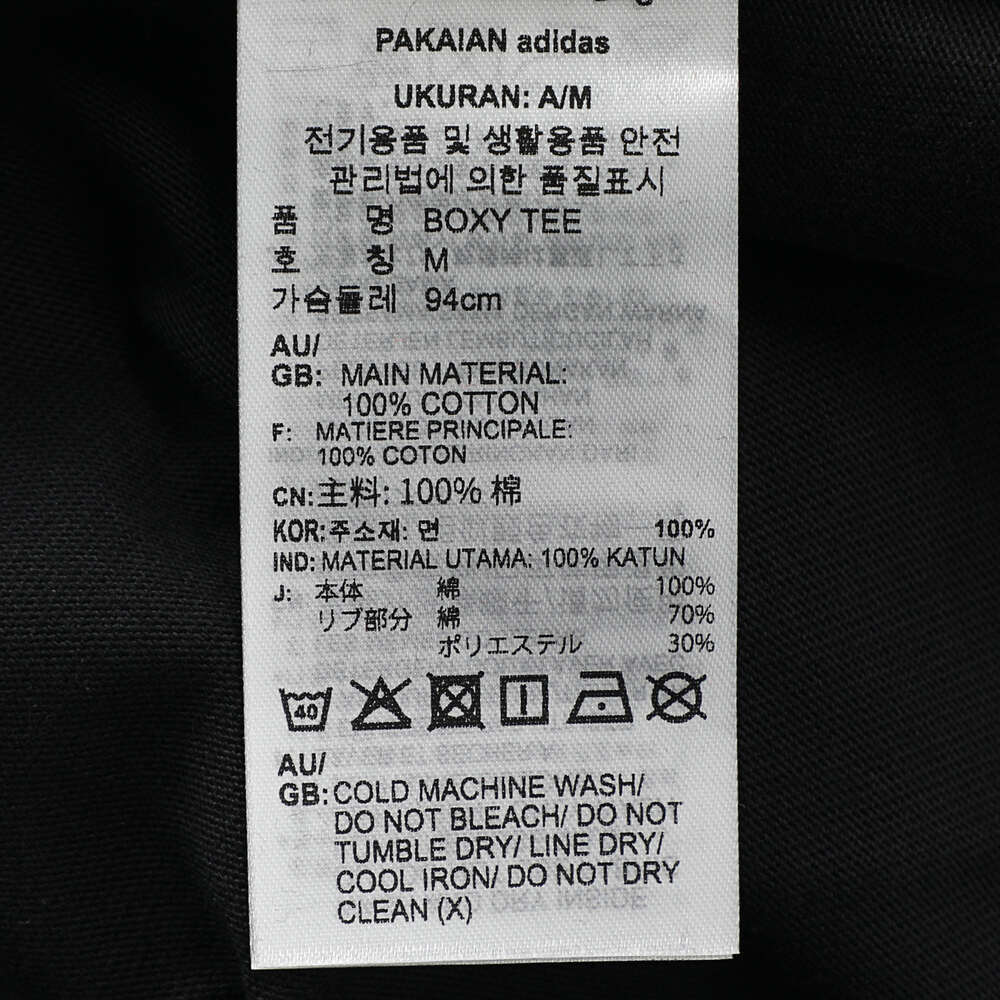 PAKAIAN adidas
UKURAN: A/M
전기용품 및 생활용품 안전
관리법에 의한 품질표시
품 명 BOXY TEE
호 칭 M
가슴둘레 94cm
AU/
GB: MAIN MATERIAL:
100% COTTON
F: MATIERE PRINCIPALE:
100% COTON
CN: 主料: 100% 棉
KOR: 주소재: 면 100%
IND: MATERIAL UTAMA: 100% KATUN
J: 本体 綿 100%
リブ部分 綿 70%
ポリエステル 30%
40
AU/
GB: COLD MACHINE WASH/
DO NOT BLEACH/ DO NOT
TUMBLE DRY/ LINE DRY/
COOL IRON/ DO NOT DRY
CLEAN (X)